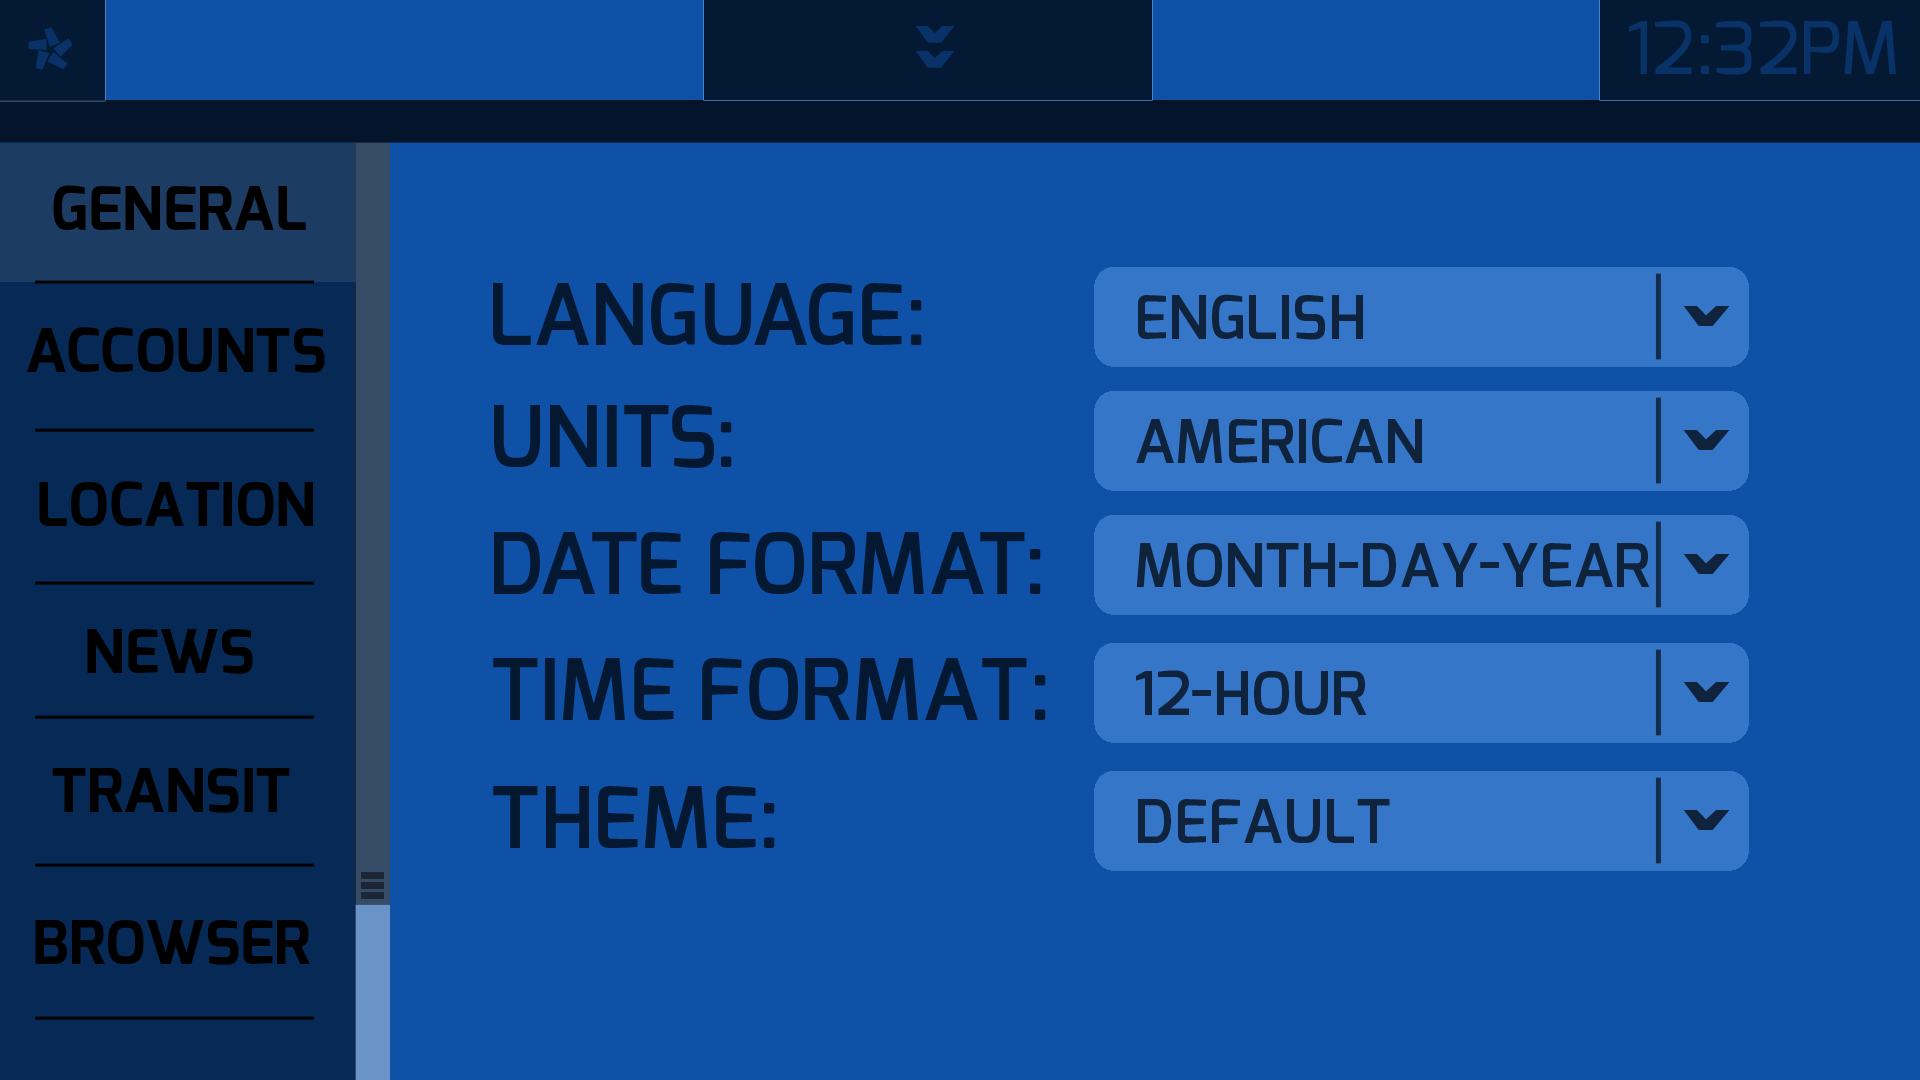 12:32PM
GENERAL
ACCOUNTS
LOCATION
NEWS
TRANSIT
BROWSER
LANGUAGE: ENGLISH
UNITS: AMERICAN
DATE FORMAT: MONTH-DAY-YEAR
TIME FORMAT: 12-HOUR
THEME: DEFAULT